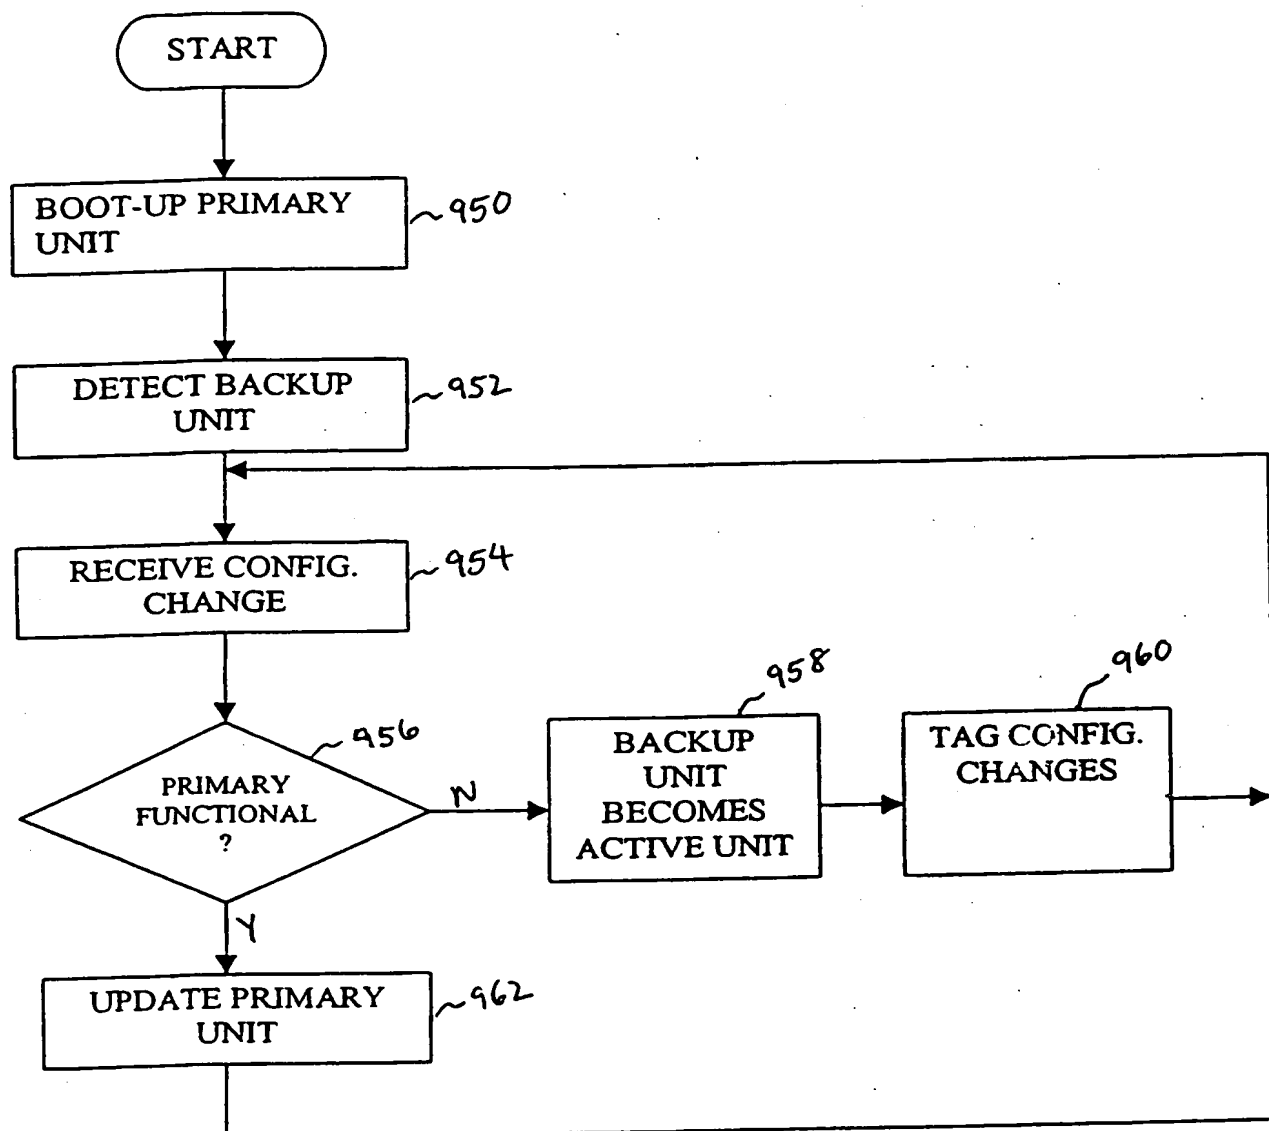 START
BOOT-UP PRIMARY
UNIT
950
DETECT BACKUP
UNIT
952
RECEIVE CONFIG.
CHANGE
954
PRIMARY
FUNCTIONAL
?
956
N
Y
BACKUP
UNIT
BECOMES
ACTIVE UNIT
958
TAG CONFIG.
CHANGES
960
UPDATE PRIMARY
UNIT
962